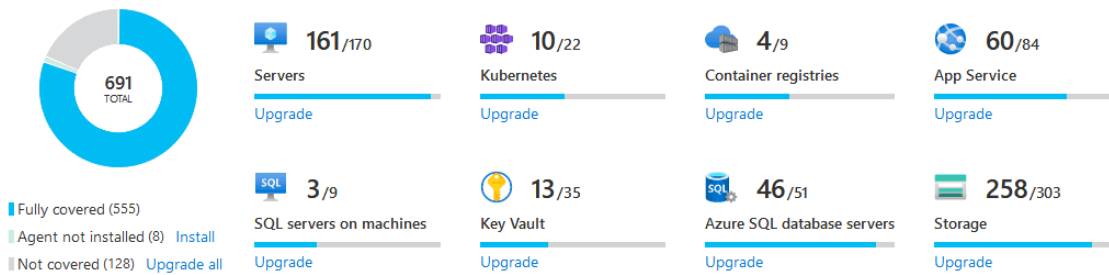 691
TOTAL
Fully covered (555)
Agent not installed (8) Install
Not covered (128) Upgrade all
161/170
Servers
Upgrade
10/22
Kubernetes
Upgrade
4/9
Container registries
Upgrade
60/84
App Service
Upgrade
SQL
3/9
SQL servers on machines
Upgrade
13/35
Key Vault
Upgrade
SQL
46/51
Azure SQL database servers
Upgrade
258/303
Storage
Upgrade